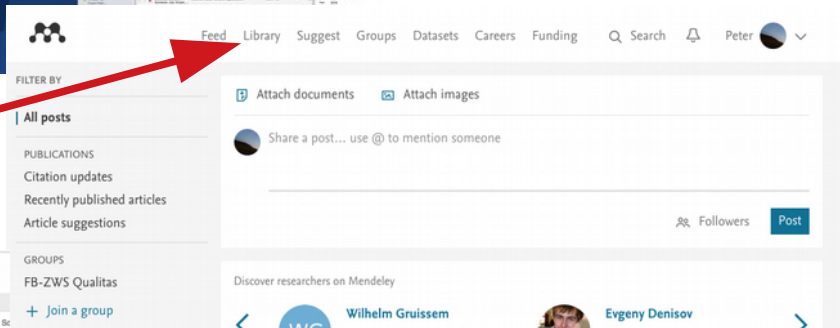 Feed Library Suggest Groups Datasets Careers Funding Search Peter
FILTER BY
All posts
PUBLICATIONS
Citation updates
Recently published articles
Article suggestions
GROUPS
FB-ZWS Qualitas
+ Join a group
Attach documents Attach images
Share a post... use @ to mention someone
Followers Post
Discover researchers on Mendeley
WG Wilhelm Gruissem Evgeny Denisov